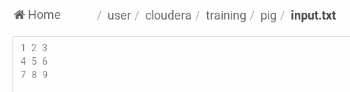 Home / user / cloudera / training / pig / input.txt
1 2 3
4 5 6
7 8 9